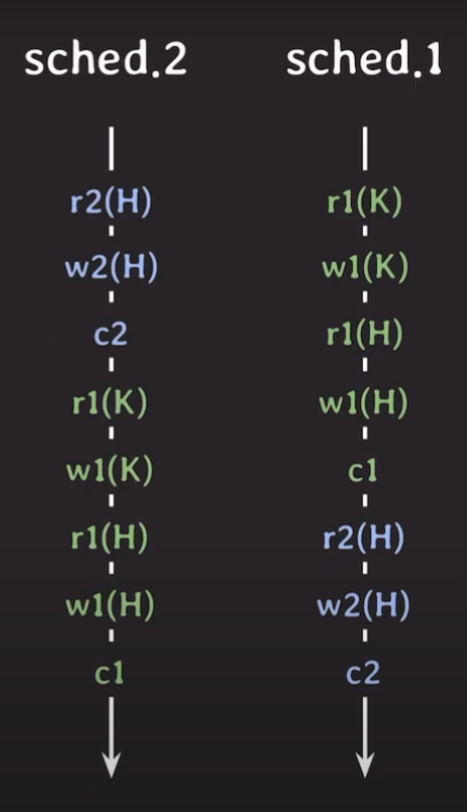 sched.2
r2(H)
w2(H)
c2
r1(K)
w1(K)
r1(H)
w1(H)
c1
sched.1
r1(K)
w1(K)
r1(H)
w1(H)
c1
r2(H)
w2(H)
c2